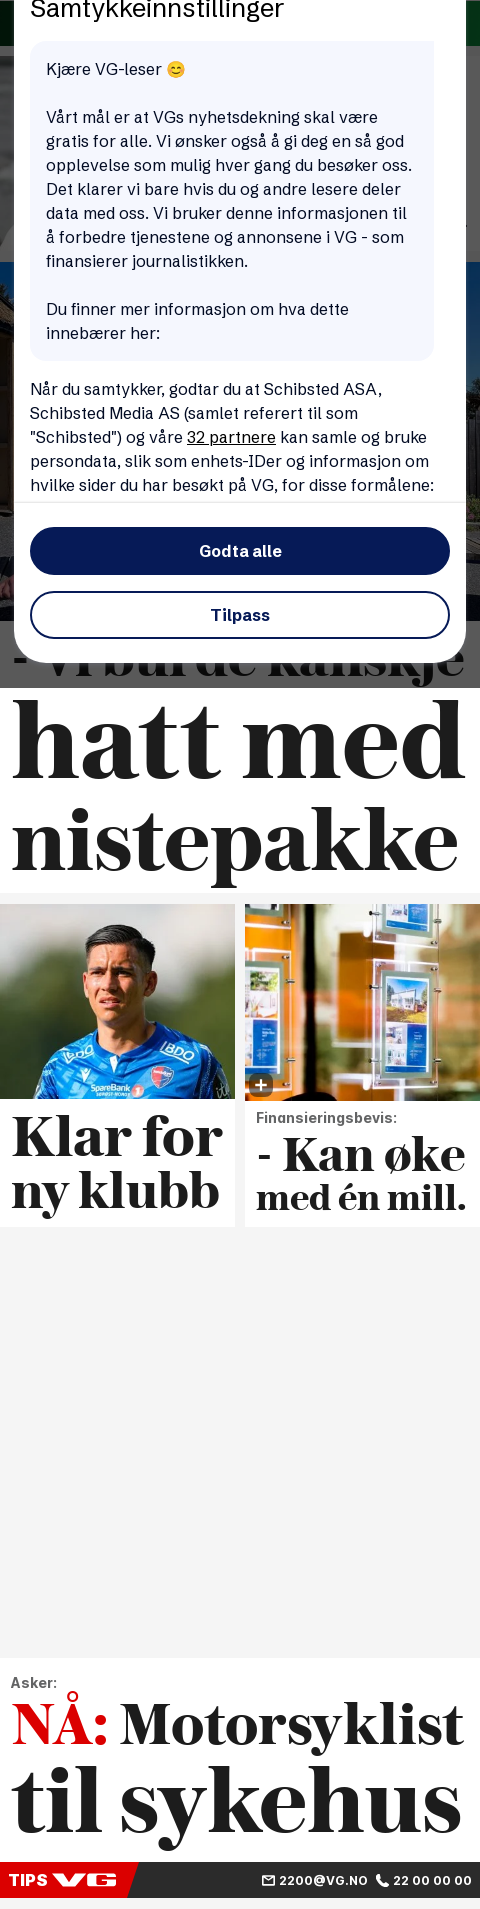 Samtykkeinnstillinger
Kjære VG-leser 😊
Vårt mål er at VGs nyhetsdekning skal være
gratis for alle. Vi ønsker også å gi deg en så god
opplevelse som mulig hver gang du besøker oss.
Det klarer vi bare hvis du og andre lesere deler
data med oss. Vi bruker denne informasjonen til
å forbedre tjenestene og annonsene i VG - som
finansierer journalistikken.
Du finner mer informasjon om hva dette
innebærer her:
Når du samtykker, godtar du at Schibsted ASA,
Schibsted Media AS (samlet referert til som
"Schibsted") og våre 32 partnere kan samle og bruke
persondata, slik som enhets-IDer og informasjon om
hvilke sider du har besøkt på VG, for disse formålene:
Godta alle
Tilpass
- Vi burde kanskje
hatt med
nistepakke
BDO
BDO
SpareBank 1
Klar for
ny klubb
Finansieringsbevis:
- Kan øke
med én mill.
Asker:
NÅ: Motorsyklist
til sykehus
TIPS VG
2200@VG.NO 22 00 00 00